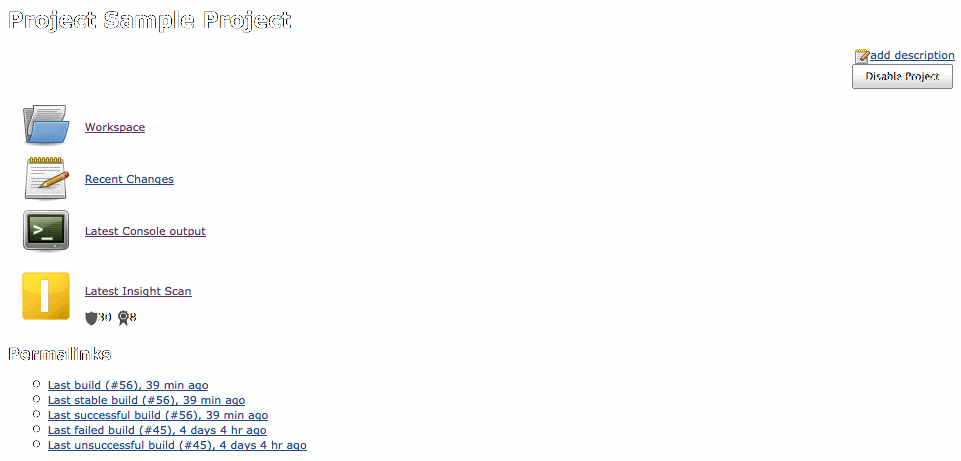 Project Sample Project
add description
Disable Project
Workspace
Recent Changes
>_
Latest Console output
Latest Insight Scan
30 8
Permalinks
Last build (#56), 39 min ago
Last stable build (#56), 39 min ago
Last successful build (#56), 39 min ago
Last failed build (#45), 4 days 4 hr ago
Last unsuccessful build (#45), 4 days 4 hr ago